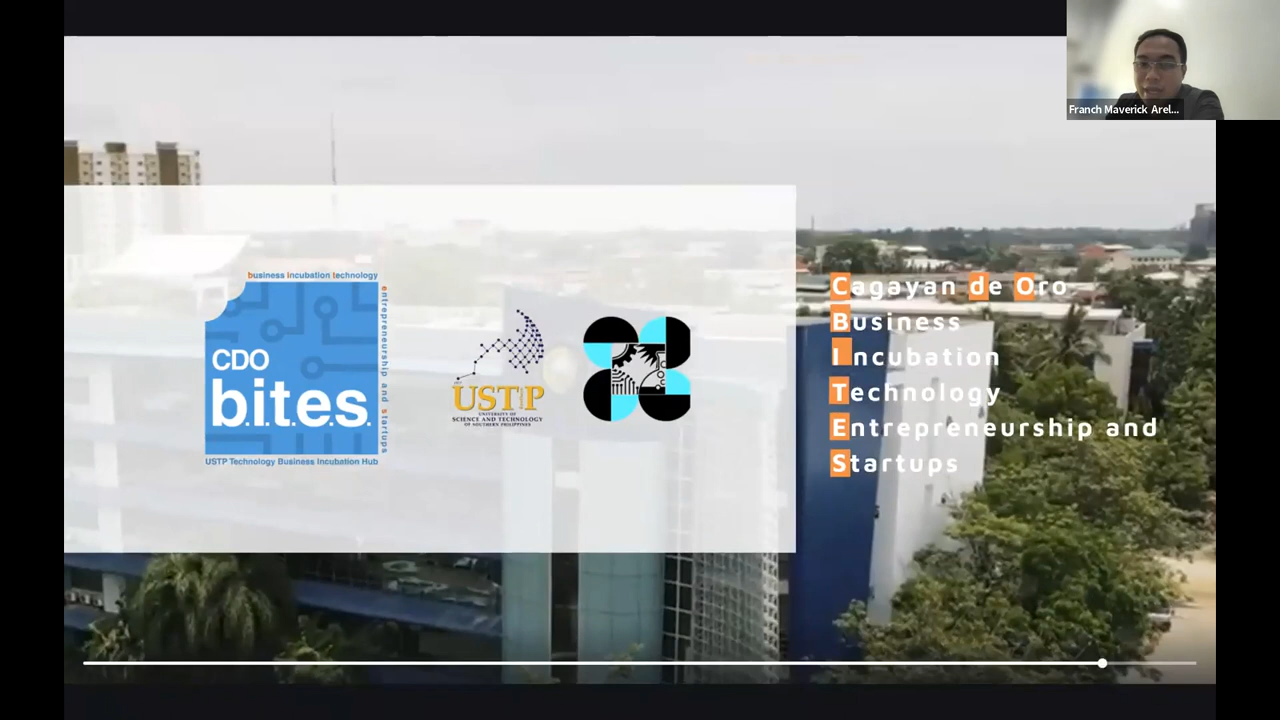 Franch Maverick Arel...
business incubation technology
entrepreneurship and startups
CDO
b.i.t.e.s.
USTP Technology Business Incubation Hub
USTP
UNIVERSITY OF
SCIENCE AND TECHNOLOGY
OF SOUTHERN PHILIPPINES
Cagayan de Oro
Business
Incubation
Technology
Entrepreneurship and
Startups